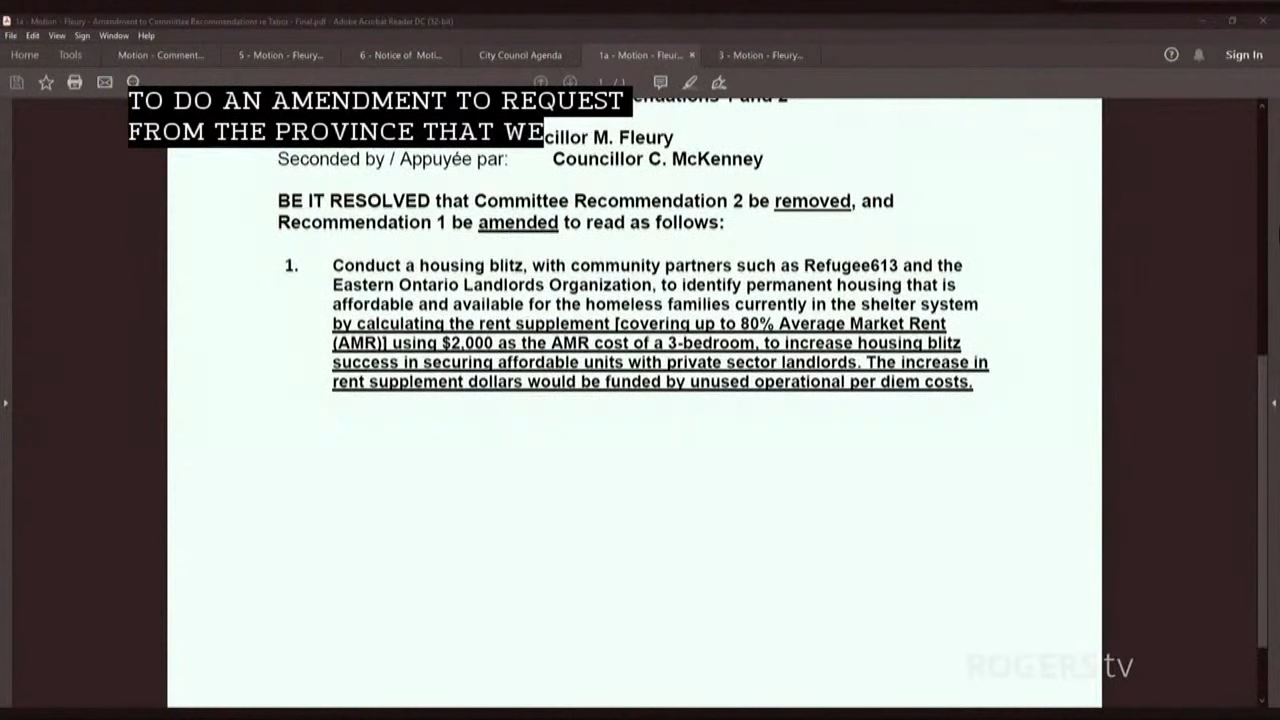 1a - Motion - Fleury - Amendment to Committee Recommendations re Tabics - Final.pdf - Adobe Acrobat Reader DC (32-bit)
File Edit View Sign Window Help
Home Tools Motion - Comment... 5 - Motion - Fleury... 6 - Notice of Moti... City Council Agenda 1a - Motion - Fleur... × 3 - Motion - Fleury... Sign In
TO DO AN AMENDMENT TO REQUEST
FROM THE PROVINCE THAT WE
cillor M. Fleury
Seconded by / Appuyée par: Councillor C. McKenney
BE IT RESOLVED that Committee Recommendation 2 be removed, and
Recommendation 1 be amended to read as follows:
1. Conduct a housing blitz, with community partners such as Refugee613 and the
Eastern Ontario Landlords Organization, to identify permanent housing that is
affordable and available for the homeless families currently in the shelter system
by calculating the rent supplement [covering up to 80% Average Market Rent
(AMR)] using $2,000 as the AMR cost of a 3-bedroom, to increase housing blitz
success in securing affordable units with private sector landlords. The increase in
rent supplement dollars would be funded by unused operational per diem costs.
ROGERS tv